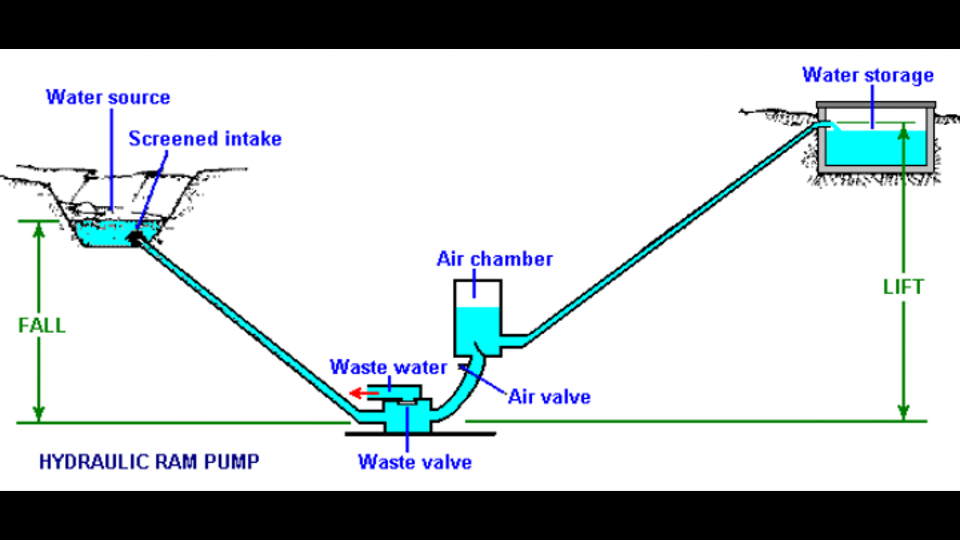 Water storage
Water source
Screened intake
Air chamber
LIFT
FALL
Waste water
Air valve
HYDRAULIC RAM PUMP
Waste valve